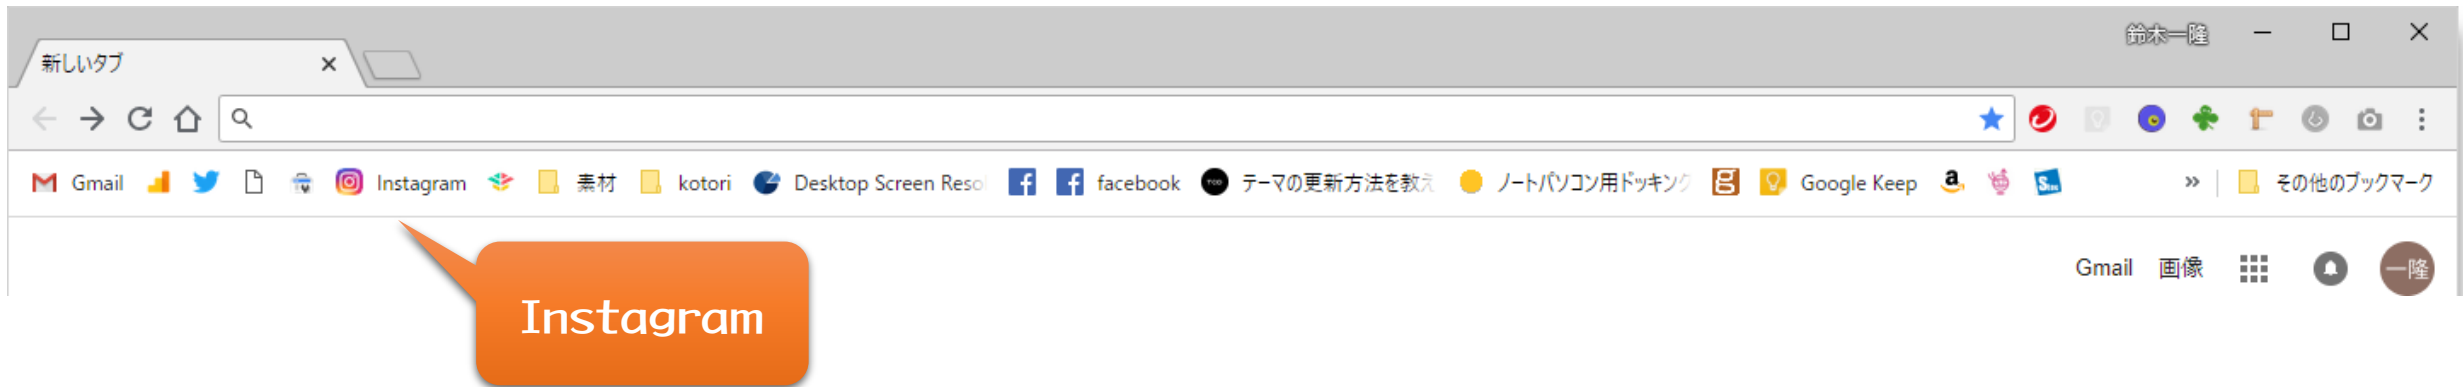 鈴木一隆
新しいタブ
Gmail Instagram 素材 kotori Desktop Screen Reso facebook テーマの更新方法を教え ノートパソコン用ドッキング Google Keep その他のブックマーク
Gmail 画像 一隆
Instagram